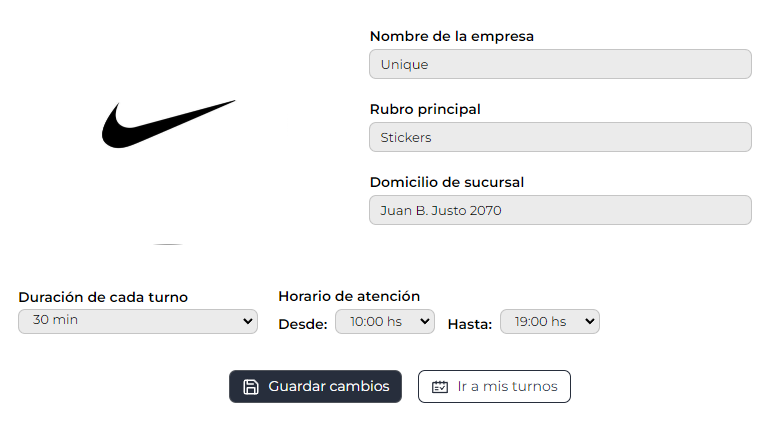 Nombre de la empresa
Unique
Rubro principal
Stickers
Domicilio de sucursal
Juan B. Justo 2070
Duración de cada turno
30 min
Horario de atención
Desde: 10:00 hs Hasta: 19:00 hs
Guardar cambios Ir a mis turnos